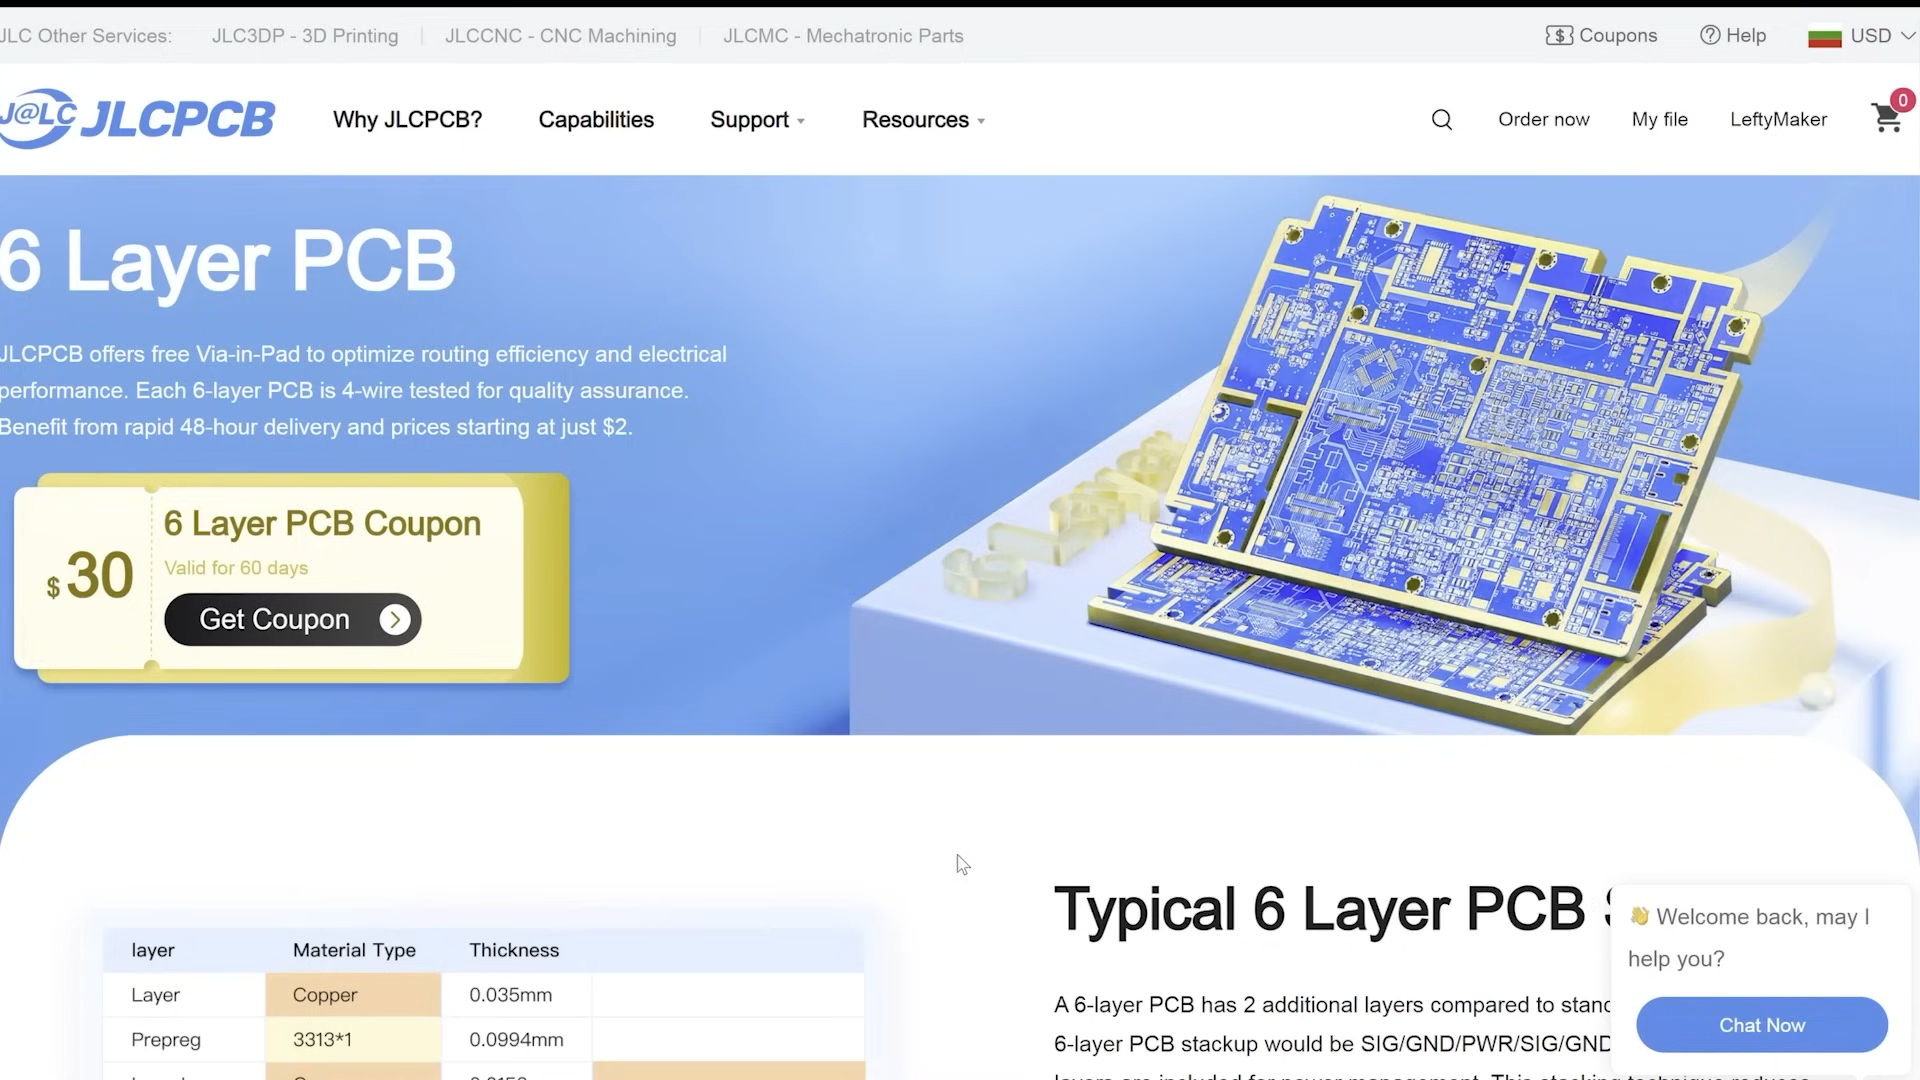 JLC Other Services: JLC3DP - 3D Printing JLCCNC - CNC Machining JLCMC - Mechatronic Parts $ Coupons ? Help USD
J@LC JLCPCB Why JLCPCB? Capabilities Support Resources Order now My file LeftyMaker 0
6 Layer PCB
JLCPCB offers free Via-in-Pad to optimize routing efficiency and electrical
performance. Each 6-layer PCB is 4-wire tested for quality assurance.
Benefit from rapid 48-hour delivery and prices starting at just $2.
$30
6 Layer PCB Coupon
Valid for 60 days
Get Coupon
layer Material Type Thickness
Layer Copper 0.035mm
Prepreg 3313*1 0.0994mm
Typical 6 Layer PCB
A 6-layer PCB has 2 additional layers compared to
6-layer PCB stackup would be SIG/GND/PWR/SIG/GND
👋 Welcome back, may I
help you?
Chat Now